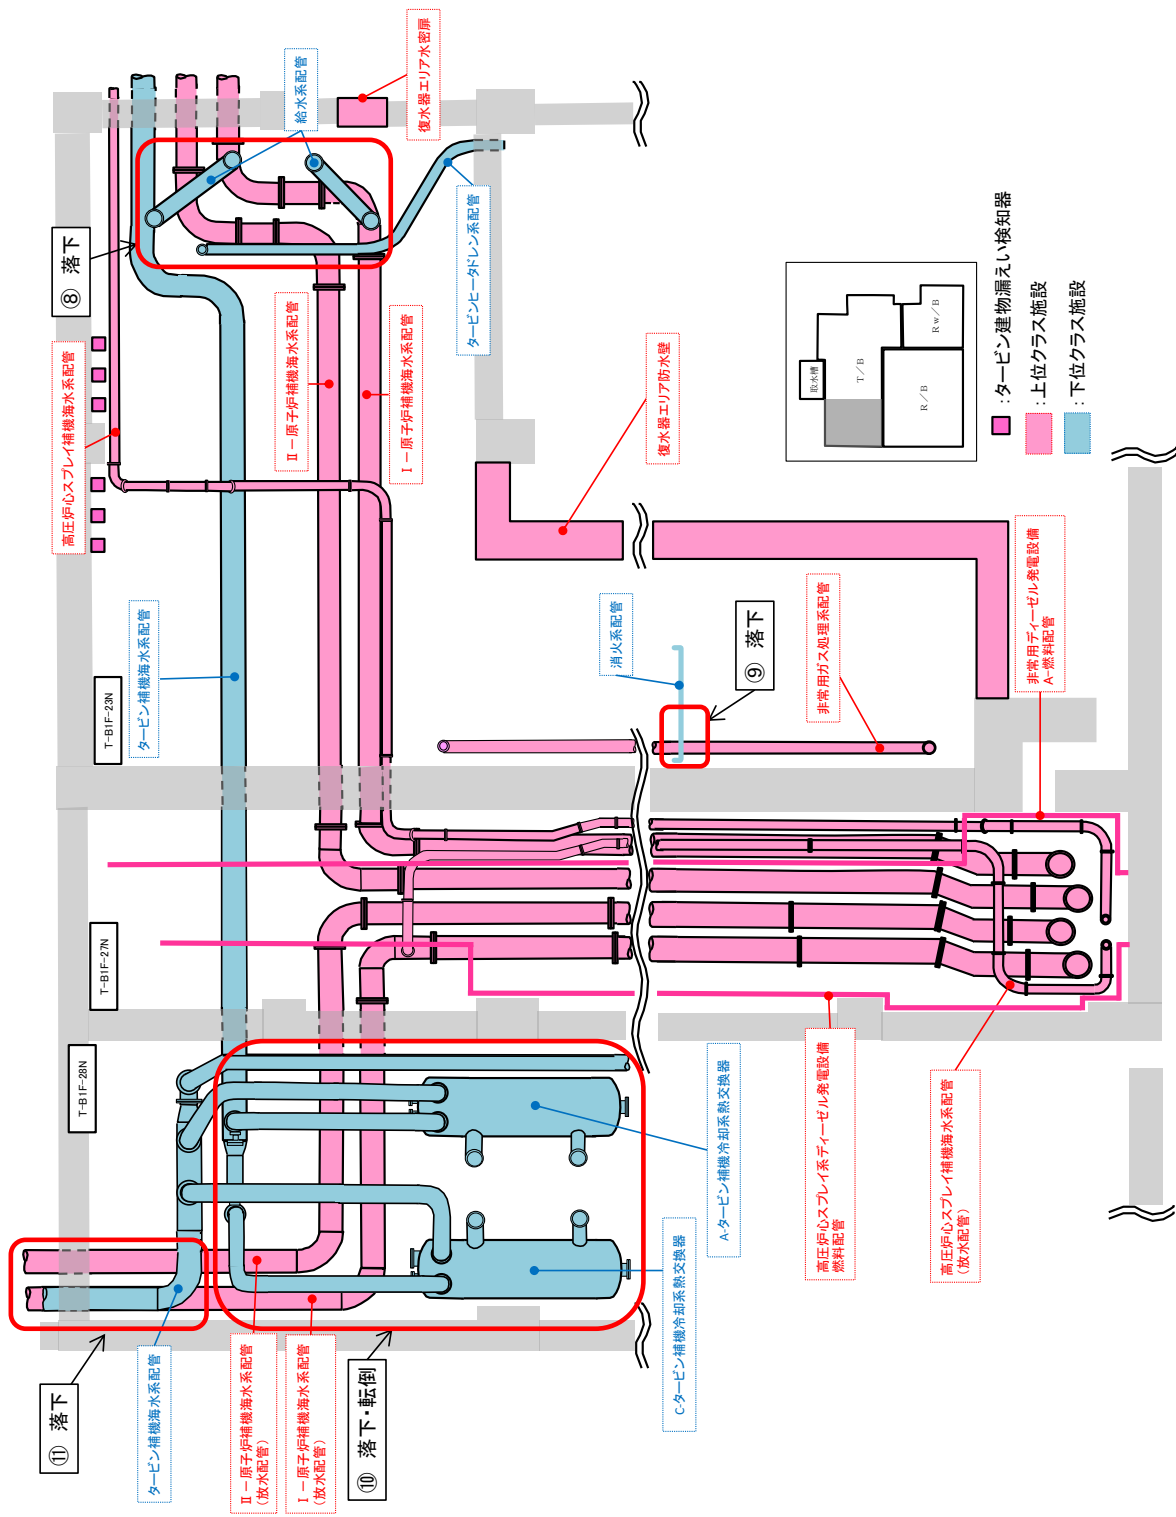 ⑧ 落下
給水系配管
復水器エリア水密扉
タービンヒータドレン系配管
高圧炉心スプレイ補機海水系配管
Ⅱ－原子炉補機海水系配管
Ⅰ－原子炉補機海水系配管
復水器エリア防水壁
取水槽
T／B
R／B
Rw／B
：タービン建物漏えい検知器
：上位クラス施設
：下位クラス施設
T-B1F-23N
タービン補機海水系配管
消火系配管
⑨ 落下
非常用ガス処理系配管
非常用ディーゼル発電設備
A-燃料配管
T-B1F-27N
T-B1F-28N
A-タービン補機冷却系熱交換器
高圧炉心スプレイ系ディーゼル発電設備
燃料配管
高圧炉心スプレイ補機海水系配管
（放水配管）
⑪ 落下
タービン補機海水系配管
Ⅱ－原子炉補機海水系配管
（放水配管）
Ⅰ－原子炉補機海水系配管
（放水配管）
⑩ 落下・転倒
C-タービン補機冷却系熱交換器